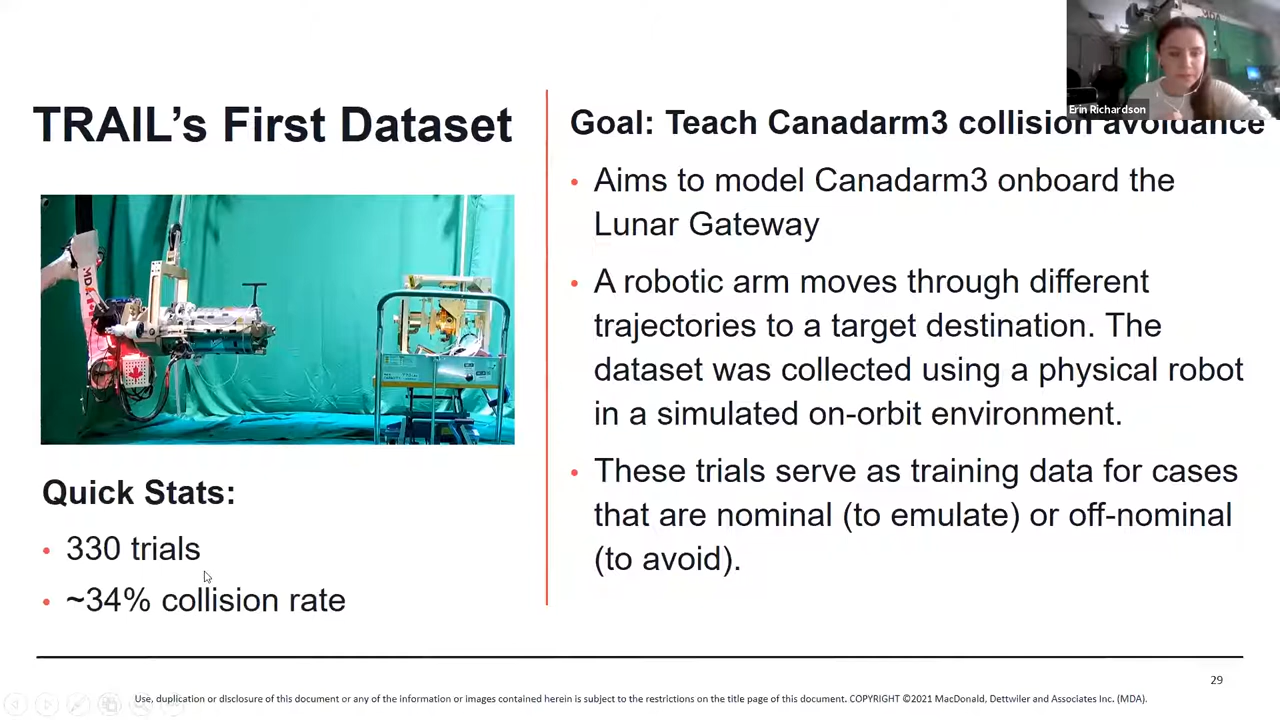 TRAIL's First Dataset
Quick Stats:
• 330 trials
• ~34% collision rate
Goal: Teach Canadarm3 collision avoidance
• Aims to model Canadarm3 onboard the
Lunar Gateway
• A robotic arm moves through different
trajectories to a target destination. The
dataset was collected using a physical robot
in a simulated on-orbit environment.
• These trials serve as training data for cases
that are nominal (to emulate) or off-nominal
(to avoid).
Erin Richardson
MDA
29
Use, duplication or disclosure of this document or any of the information or images contained herein is subject to the restrictions on the title page of this document. COPYRIGHT ©2021 MacDonald, Dettwiler and Associates Inc. (MDA).